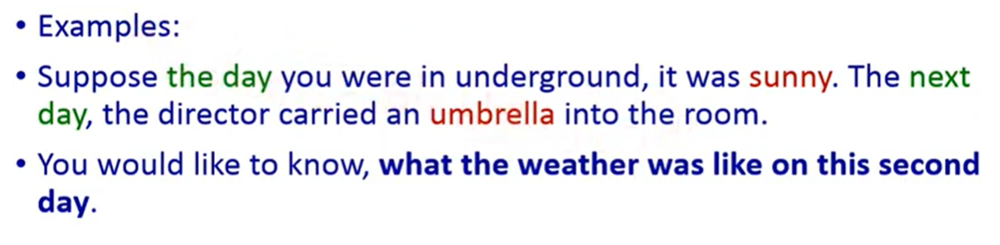 • Examples:
• Suppose the day you were in underground, it was sunny. The next
day, the director carried an umbrella into the room.
• You would like to know, what the weather was like on this second
day.